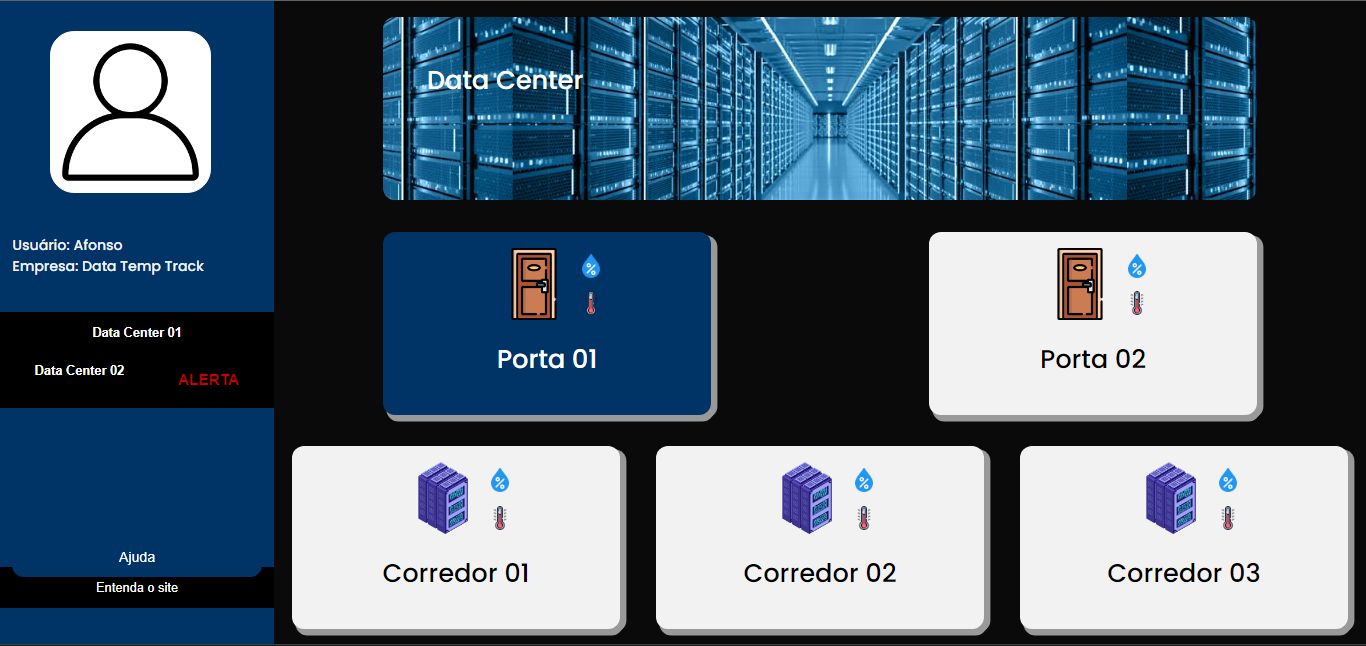 Usuário: Afonso
Empresa: Data Temp Track
Data Center 01
Data Center 02
ALERTA
Ajuda
Entenda o site
Data Center
Porta 01
Porta 02
Corredor 01
Corredor 02
Corredor 03